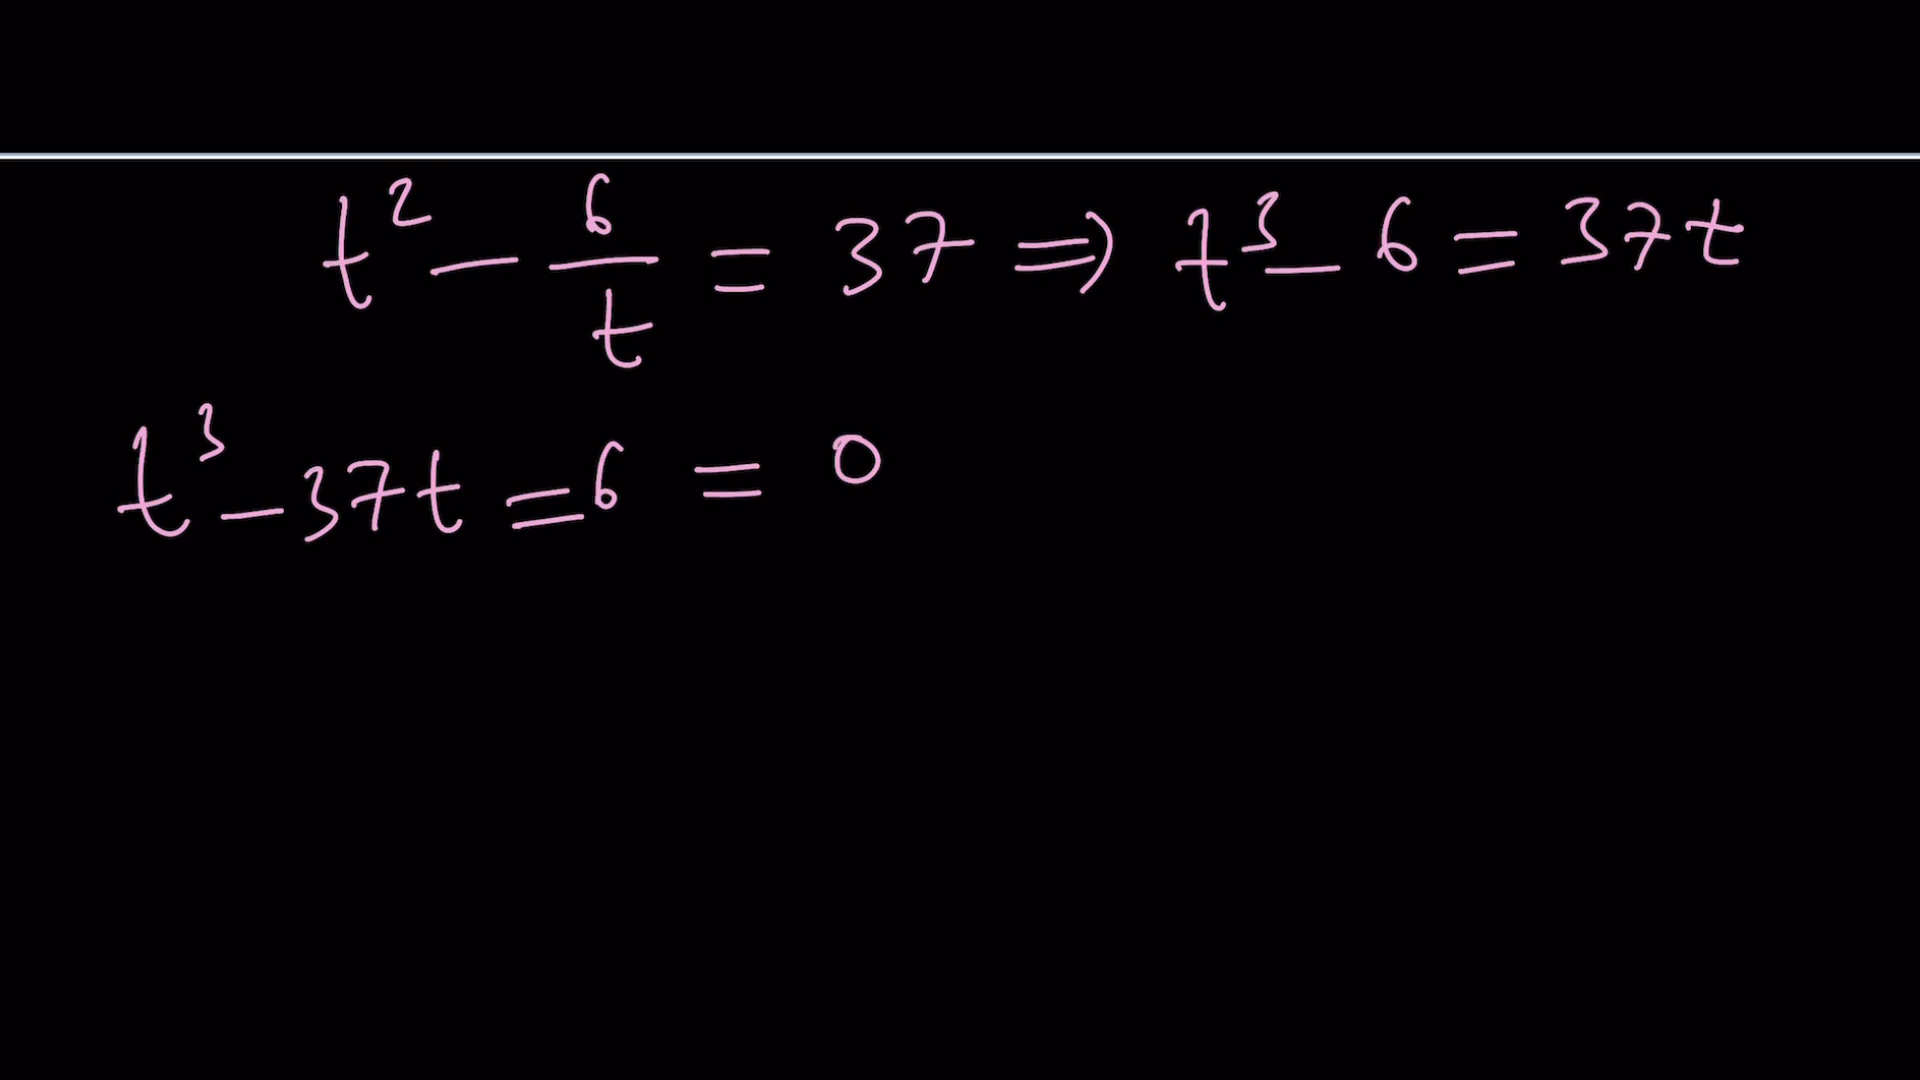 t² - 6/t = 37 ⇒ t³ - 6 = 37t
t³ - 37t = 6 = 0